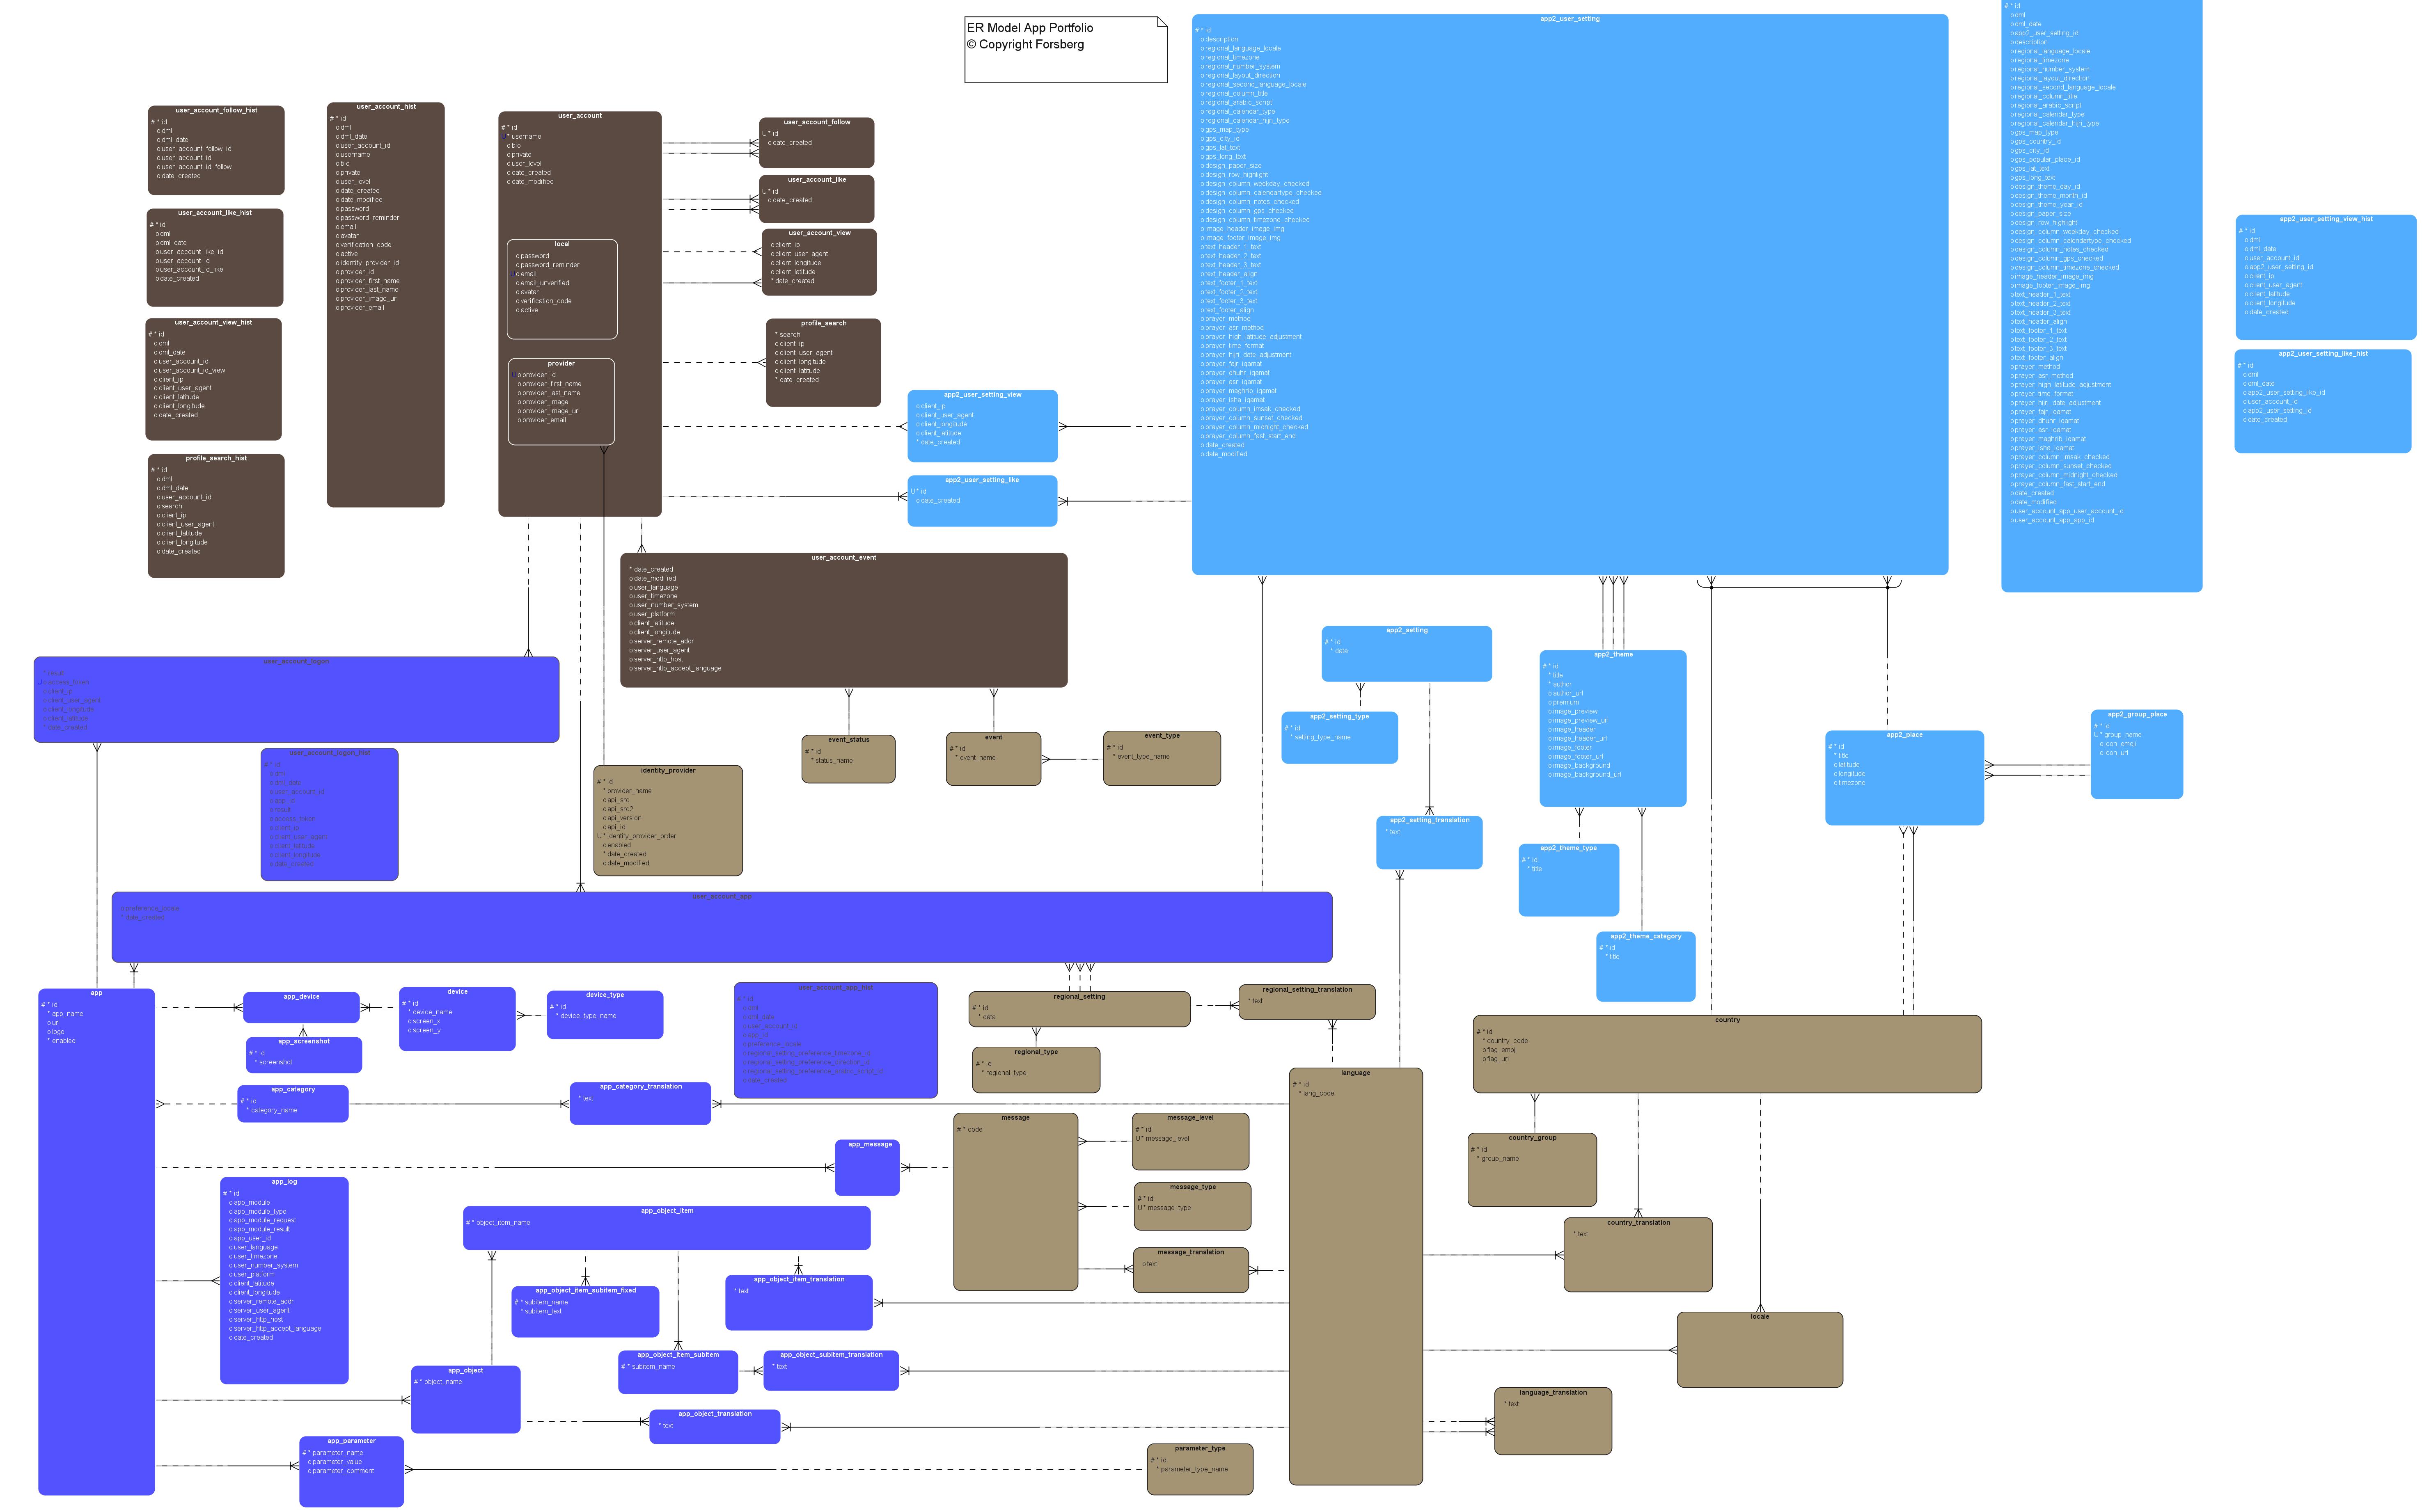 ER Model App Portfolio
© Copyright Forsberg
user_account_follow_hist
# * id
o dml
o dml_date
o user_account_follow_id
o user_account_id
o user_account_id_follow
o date_created
user_account_like_hist
# * id
o dml
o dml_date
o user_account_like_id
o user_account_id
o user_account_id_like
o date_created
user_account_view_hist
# * id
o dml
o dml_date
o user_account_id
o user_account_id_view
o client_ip
o client_user_agent
o client_latitude
o client_longitude
o date_created
profile_search_hist
# * id
o dml
o dml_date
o user_account_id
o search
o client_ip
o client_user_agent
o client_latitude
o client_longitude
o date_created
user_account_hist
# * id
o dml
o dml_date
o user_account_id
o username
o bio
o private
o user_level
o date_created
o date_modified
o password
o password_reminder
o email
o avatar
o verification_code
o active
o identity_provider_id
o provider_id
o provider_first_name
o provider_last_name
o provider_image_url
o provider_email
user_account
# * id
U * username
o bio
o private
o user_level
o date_created
o date_modified
local
o password
o password_reminder
U o email
o email_unverified
o avatar
o verification_code
o active
provider
U o provider_id
o provider_first_name
o provider_last_name
o provider_image
o provider_image_url
o provider_email
user_account_follow
U * id
o date_created
user_account_like
U * id
o date_created
user_account_view
o client_ip
o client_user_agent
o client_longitude
o client_latitude
* date_created
profile_search
* search
o client_ip
o client_user_agent
o client_longitude
o client_latitude
* date_created
app2_user_setting_view
o client_ip
o client_user_agent
o client_longitude
o client_latitude
* date_created
app2_user_setting_like
U * id
o date_created
app2_user_setting
# * id
o description
o regional_language_locale
o regional_timezone
o regional_number_system
o regional_layout_direction
o regional_second_language_locale
o regional_column_title
o regional_arabic_script
o regional_calendar_type
o regional_calendar_hijri_type
o gps_map_type
o gps_city_id
o gps_lat_text
o gps_long_text
o design_paper_size
o design_row_highlight
o design_column_weekday_checked
o design_column_calendartype_checked
o design_column_notes_checked
o design_column_gps_checked
o design_column_timezone_checked
o image_header_image_img
o image_footer_image_img
o text_header_1_text
o text_header_2_text
o text_header_3_text
o text_header_align
o text_footer_1_text
o text_footer_2_text
o text_footer_3_text
o text_footer_align
o prayer_method
o prayer_asr_method
o prayer_high_latitude_adjustment
o prayer_time_format
o prayer_hijri_date_adjustment
o prayer_fajr_iqamat
o prayer_dhuhr_iqamat
o prayer_asr_iqamat
o prayer_maghrib_iqamat
o prayer_isha_iqamat
o prayer_column_imsak_checked
o prayer_column_sunset_checked
o prayer_column_midnight_checked
o prayer_column_fast_start_end
o date_created
o date_modified
# * id
o dml
o dml_date
o app2_user_setting_id
o description
o regional_language_locale
o regional_timezone
o regional_number_system
o regional_layout_direction
o regional_second_language_locale
o regional_column_title
o regional_arabic_script
o regional_calendar_type
o regional_calendar_hijri_type
o gps_map_type
o gps_country_id
o gps_city_id
o gps_popular_place_id
o gps_lat_text
o gps_long_text
o design_theme_day_id
o design_theme_month_id
o design_theme_year_id
o design_paper_size
o design_row_highlight
o design_column_weekday_checked
o design_column_calendartype_checked
o design_column_notes_checked
o design_column_gps_checked
o design_column_timezone_checked
o image_header_image_img
o image_footer_image_img
o text_header_1_text
o text_header_2_text
o text_header_3_text
o text_header_align
o text_footer_1_text
o text_footer_2_text
o text_footer_3_text
o text_footer_align
o prayer_method
o prayer_asr_method
o prayer_high_latitude_adjustment
o prayer_time_format
o prayer_hijri_date_adjustment
o prayer_fajr_iqamat
o prayer_dhuhr_iqamat
o prayer_asr_iqamat
o prayer_maghrib_iqamat
o prayer_isha_iqamat
o prayer_column_imsak_checked
o prayer_column_sunset_checked
o prayer_column_midnight_checked
o prayer_column_fast_start_end
o date_created
o date_modified
o user_account_app_user_account_id
o user_account_app_app_id
app2_user_setting_view_hist
# * id
o dml
o dml_date
o user_account_id
o app2_user_setting_id
o client_ip
o client_user_agent
o client_latitude
o client_longitude
o date_created
app2_user_setting_like_hist
# * id
o dml
o dml_date
o app2_user_setting_like_id
o user_account_id
o app2_user_setting_id
o date_created
user_account_event
* date_created
o date_modified
o user_language
o user_timezone
o user_number_system
o user_platform
o client_latitude
o client_longitude
o server_remote_addr
o server_user_agent
o server_http_host
o server_http_accept_language
user_account_logon
* result
U o access_token
o client_ip
o client_user_agent
o client_longitude
o client_latitude
* date_created
user_account_logon_hist
# * id
o dml
o dml_date
o user_account_id
o app_id
o result
o access_token
o client_ip
o client_user_agent
o client_latitude
o client_longitude
o date_created
identity_provider
# * id
* provider_name
o api_src
o api_src2
o api_version
o api_id
U * identity_provider_order
o enabled
* date_created
o date_modified
event_status
# * id
* status_name
event
# * id
* event_name
event_type
# * id
* event_type_name
app2_setting
# * id
* data
app2_setting_type
# * id
* setting_type_name
app2_setting_translation
* text
app2_theme
# * id
* title
* author
o author_url
o premium
o image_preview
o image_preview_url
o image_header
o image_header_url
o image_footer
o image_footer_url
o image_background
o image_background_url
app2_theme_type
# * id
* title
app2_theme_category
# * id
* title
app2_place
# * id
* title
o latitude
o longitude
o timezone
app2_group_place
# * id
U * group_name
o icon_emoji
o icon_url
user_account_app
o preference_locale
* date_created
app
# * id
* app_name
o url
o logo
* enabled
app_device
device
# * id
* device_name
o screen_x
o screen_y
device_type
# * id
* device_type_name
app_screenshot
# * id
* screenshot
app_category
# * id
* category_name
app_category_translation
* text
user_account_app_hist
# * id
o dml
o dml_date
o user_account_id
o app_id
o preference_locale
o regional_setting_preference_timezone_id
o regional_setting_preference_direction_id
o regional_setting_preference_arabic_script_id
o date_created
regional_setting
# * id
* data
regional_setting_translation
* text
regional_type
# * id
* regional_type
language
# * id
* lang_code
country
# * id
* country_code
o flag_emoji
o flag_url
message
# * code
message_level
# * id
U * message_level
message_type
# * id
U * message_type
message_translation
o text
app_message
country_group
# * id
* group_name
country_translation
* text
locale
language_translation
* text
app_log
# * id
o app_module
o app_module_type
o app_module_request
o app_module_result
o app_user_id
o user_language
o user_timezone
o user_number_system
o user_platform
o client_latitude
o client_longitude
o server_remote_addr
o server_user_agent
o server_http_host
o server_http_accept_language
o date_created
app_object_item
# * object_item_name
app_object_item_subitem_fixed
# * subitem_name
* subitem_text
app_object_item_translation
* text
app_object_item_subitem
# * subitem_name
app_object_subitem_translation
* text
app_object
# * object_name
app_object_translation
* text
app_parameter
# * parameter_name
o parameter_value
o parameter_comment
parameter_type
# * id
* parameter_type_name